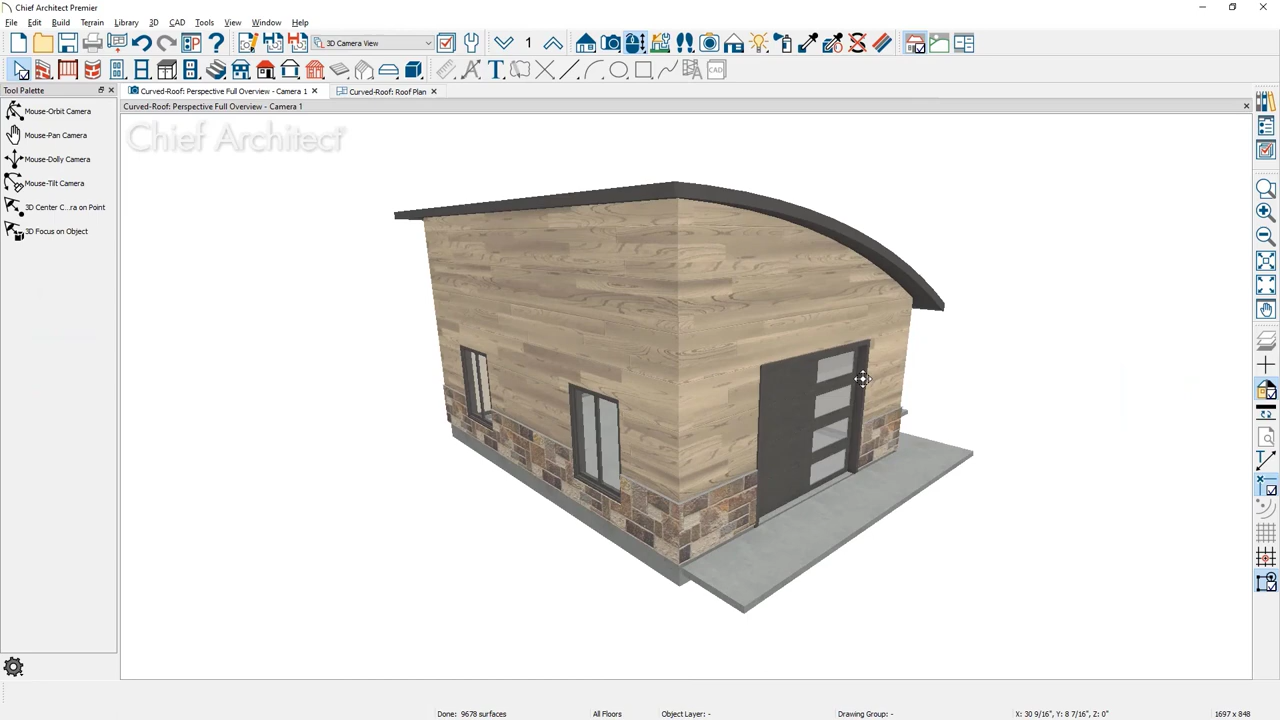 Chief Architect Premier
File Edit Build Terrain Library 3D CAD Tools View Window Help
3D Camera View
1
CAD
Tool Palette
Curved-Roof: Perspective Full Overview - Camera 1
Curved-Roof: Roof Plan
Curved-Roof: Perspective Full Overview - Camera 1
Chief Architect
Mouse-Orbit Camera
Mouse-Pan Camera
Mouse-Dolly Camera
Mouse-Tilt Camera
3D Center C...ra on Point
3D Focus on Object
Done: 9678 surfaces
All Floors
Object Layer: -
Drawing Group: -
X: 30 9/16", Y: 8 7/16", Z: 0"
1697 x 848